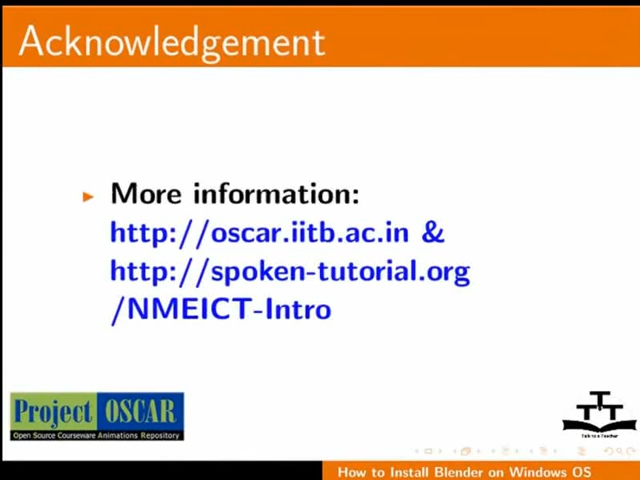 Acknowledgement
More information:
http://oscar.iitb.ac.in &
http://spoken-tutorial.org
/NMEICT-Intro
Project OSCAR
Open Source Courseware Animations Repository
TTT
Talk to a Teacher
How to Install Blender on Windows OS